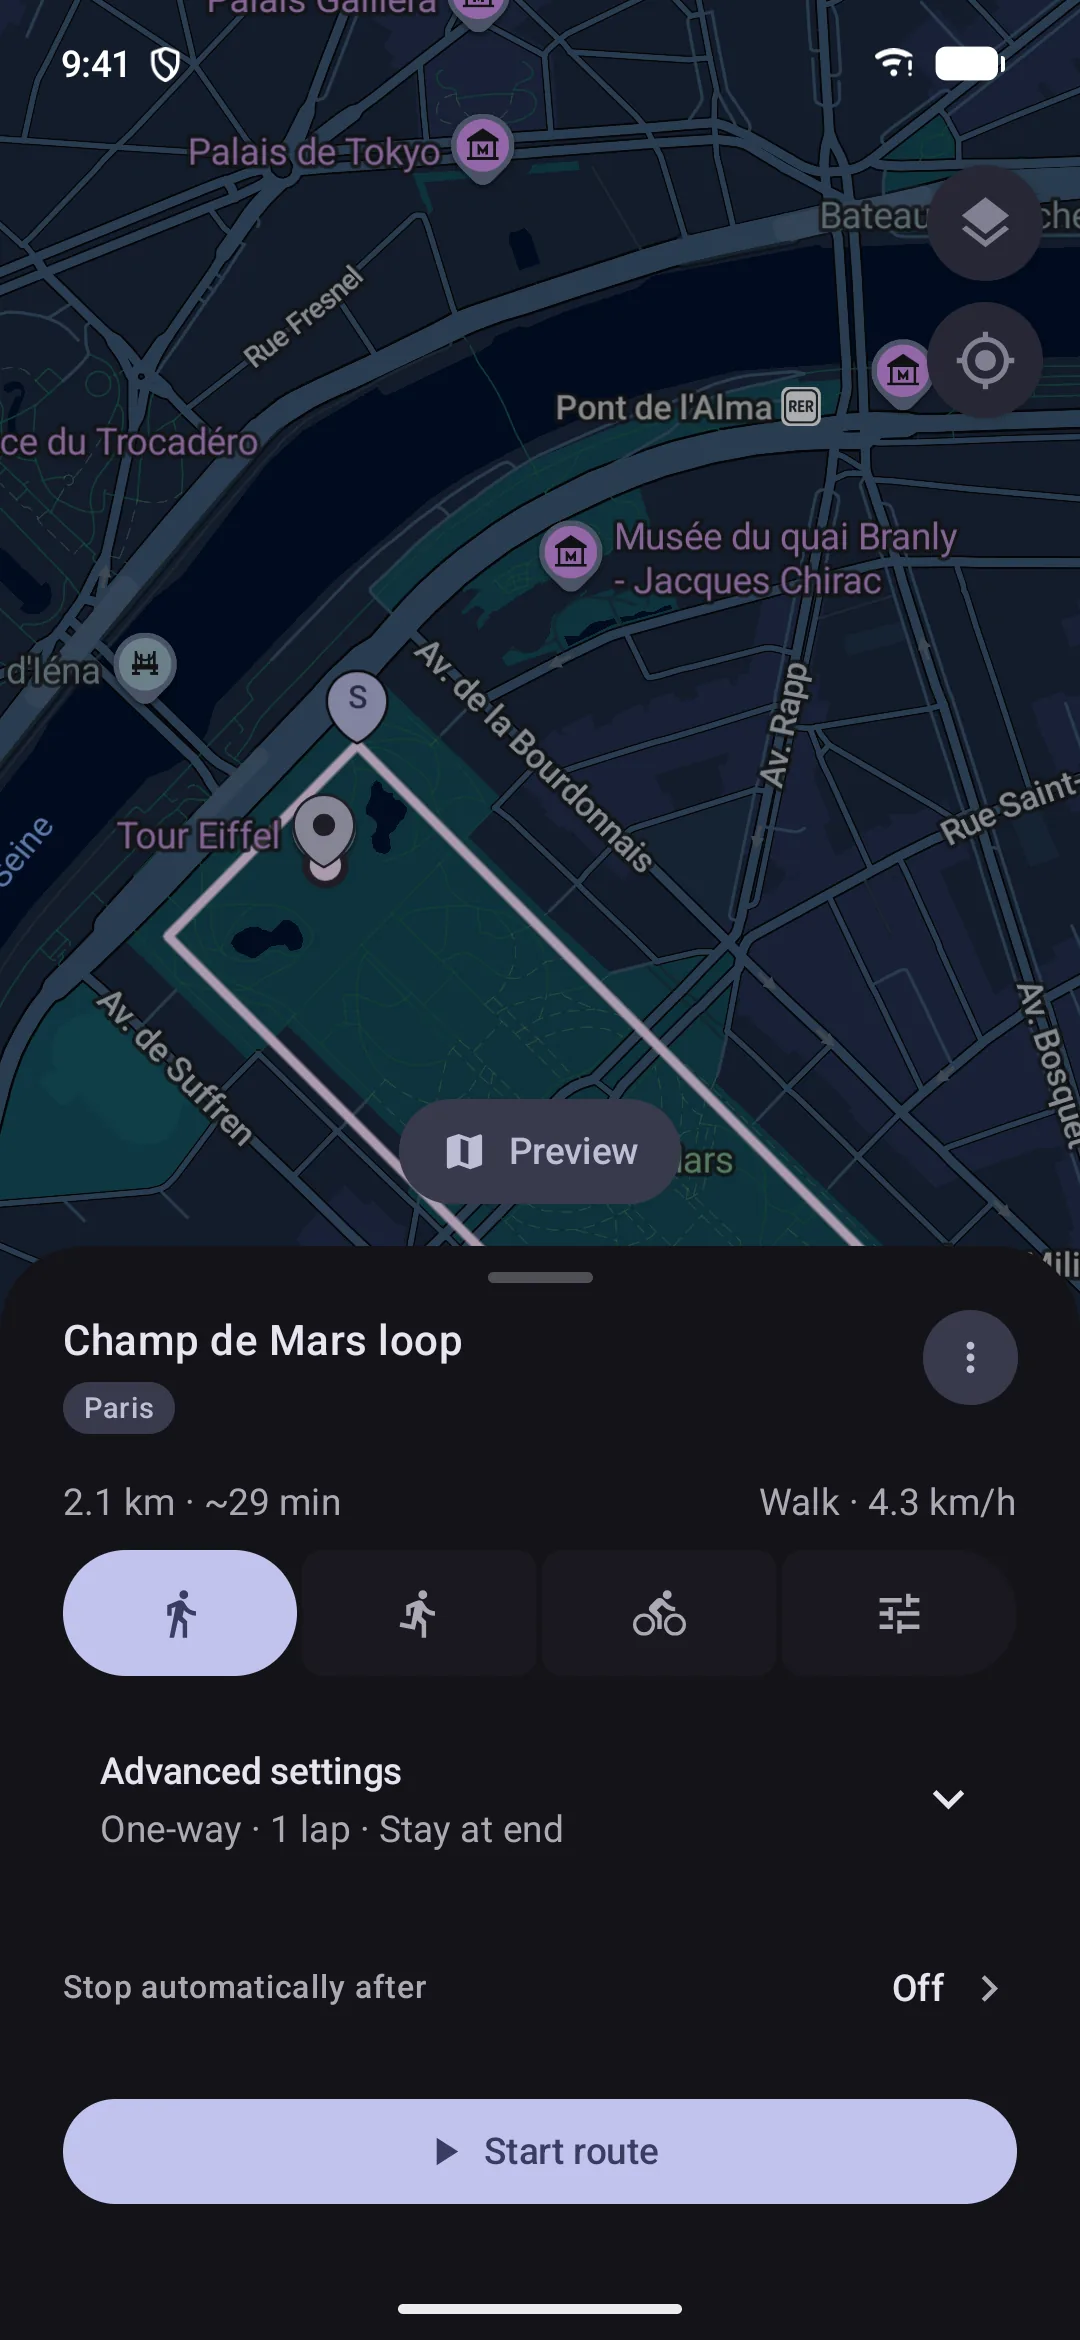 Palais Galliera
9:41
Palais de Tokyo
Rue Fresnel
Pont de l'Alma RER
ce du Trocadéro
Musée du quai Branly
- Jacques Chirac
d'Iéna
S
Av. de la Bourdonnais
Av. Rapp
Rue Saint-
Tour Eiffel
Seine
Av. de Suffren
Av. Bosquet
Preview
ars
Champ de Mars loop
Paris
2.1 km · ~29 min
Walk · 4.3 km/h
Advanced settings
One-way · 1 lap · Stay at end
Stop automatically after
Off
Start route